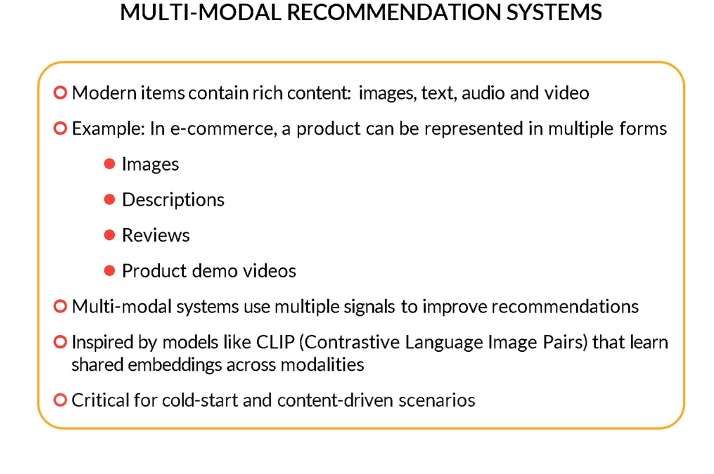 MULTI-MODAL RECOMMENDATION SYSTEMS
Modern items contain rich content: images, text, audio and video
Example: In e-commerce, a product can be represented in multiple forms
Images
Descriptions
Reviews
Product demo videos
Multi-modal systems use multiple signals to improve recommendations
Inspired by models like CLIP (Contrastive Language Image Pairs) that learn
shared embeddings across modalities
Critical for cold-start and content-driven scenarios